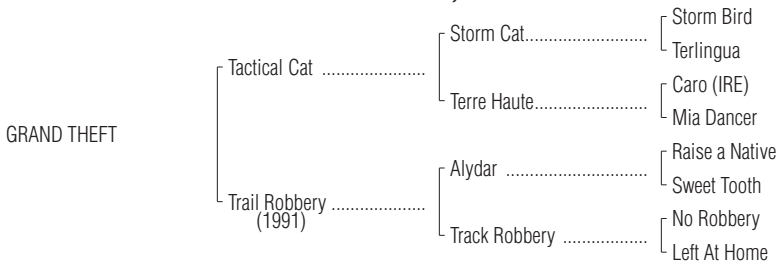 Storm Bird
Storm Cat............................
Terlingua
Tactical Cat ......................
Caro (IRE)
Terre Haute..........................
Mia Dancer
GRAND THEFT
Raise a Native
Alydar ................................
Sweet Tooth
Trail Robbery ....................
(1991)
No Robbery
Track Robbery ....................
Left At Home